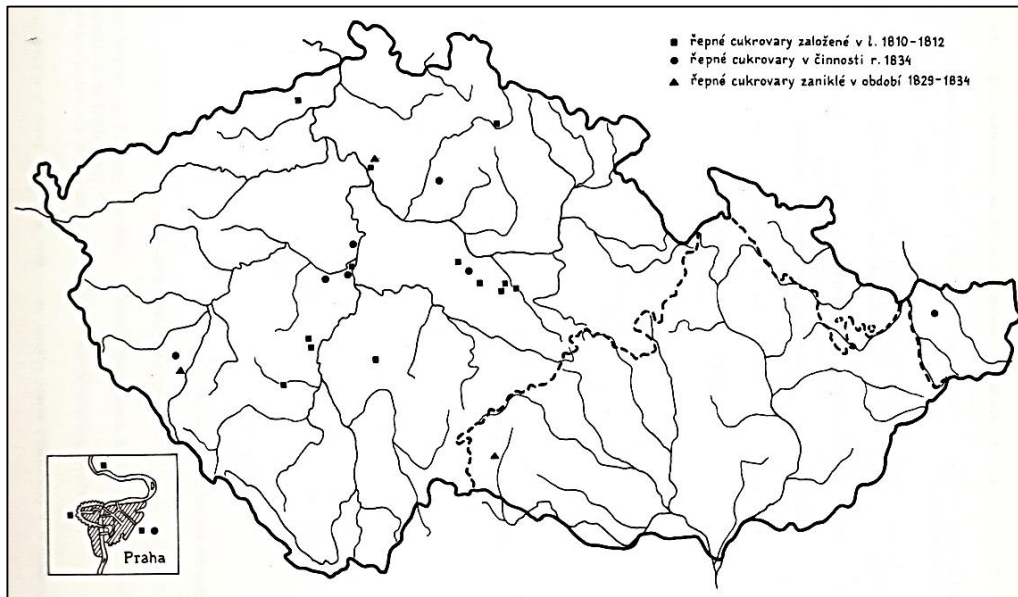 řepné cukrovary založené v l. 1810-1812
řepné cukrovary v činnosti r. 1834
řepné cukrovary zaniklé v období 1829-1834
Praha